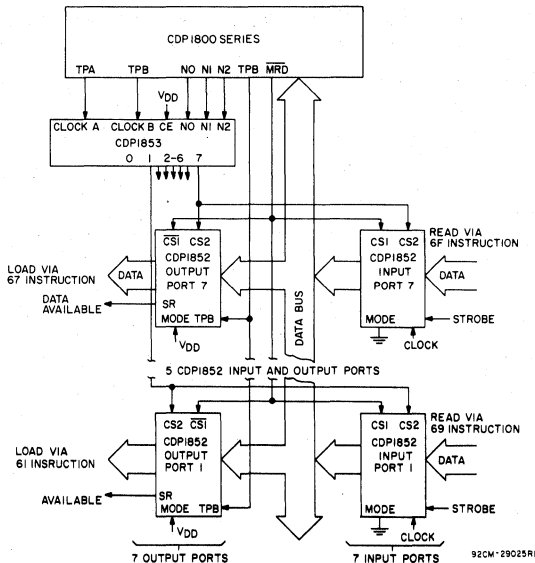 CDP1800 SERIES
TPA TPB N0 N1 N2 TPB MRD
VDD
CLOCK A CLOCK B CE N0 N1 N2
CDP1853
0 1 2-6 7
CS1 CS2
CDP1852
OUTPUT
PORT 7
SR
MODE TPB
VDD
LOAD VIA
67 INSTRUCTION
DATA
DATA
AVAILABLE
DATA BUS
CS1 CS2
CDP1852
INPUT
PORT 7
MODE
READ VIA
6F INSTRUCTION
DATA
STROBE
CLOCK
5 CDP1852 INPUT AND OUTPUT PORTS
CS2 CS1
CDP1852
OUTPUT
PORT 1
SR
MODE TPB
VDD
LOAD VIA
61 INSTRUCTION
AVAILABLE
CS1 CS2
CDP1852
INPUT
PORT 1
MODE
READ VIA
69 INSTRUCTION
DATA
STROBE
CLOCK
7 OUTPUT PORTS
7 INPUT PORTS
92CM-29025RI